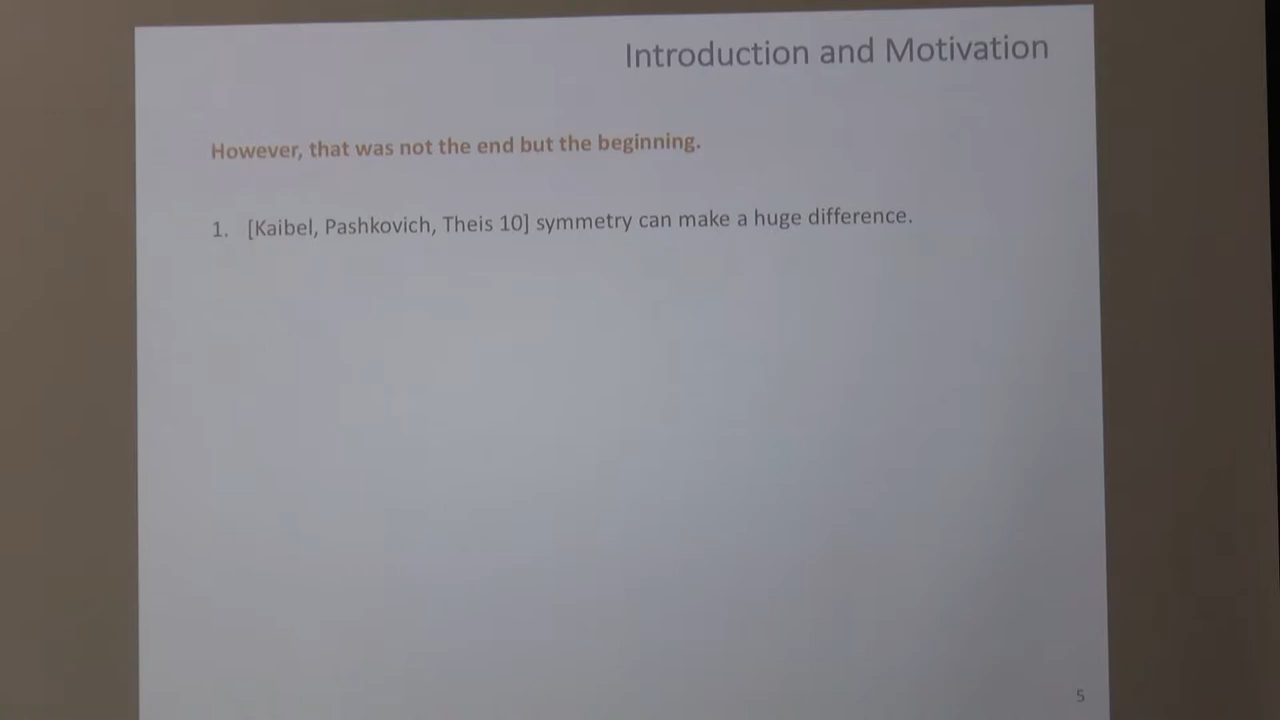 Introduction and Motivation
However, that was not the end but the beginning.
1. [Kaibel, Pashkovich, Theis 10] symmetry can make a huge difference.
5